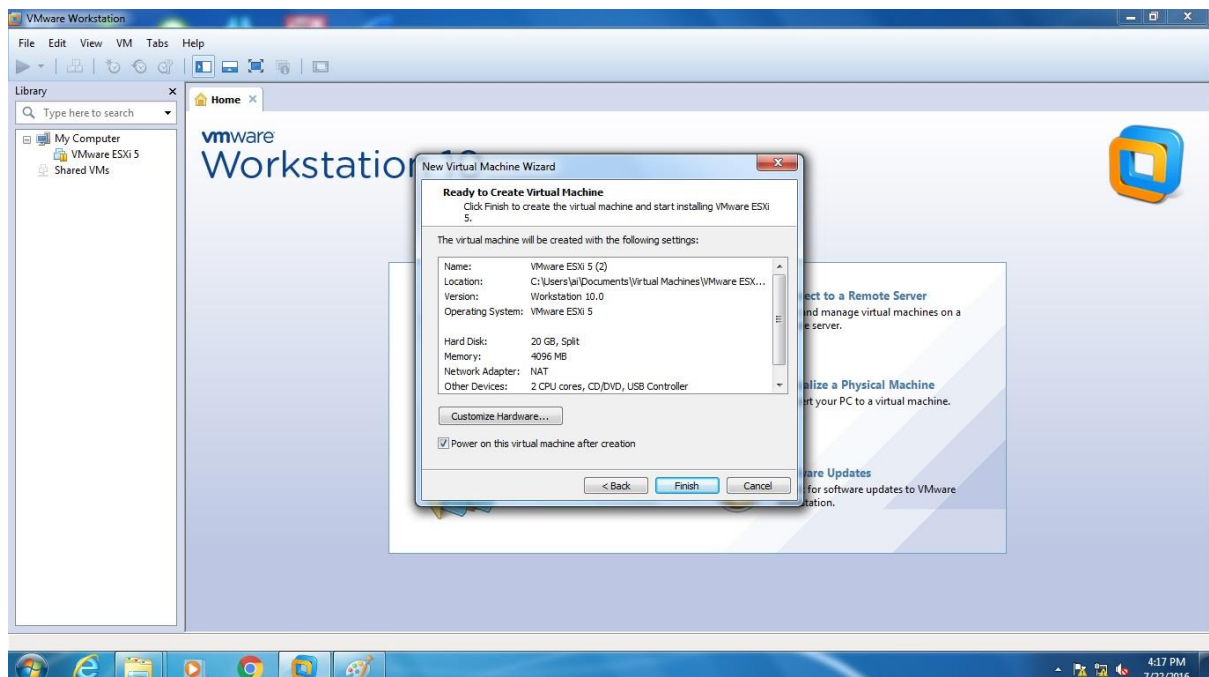 VMware Workstation
File Edit View VM Tabs Help
Library x
Type here to search
Home x
My Computer
VMware ESXi 5
Shared VMs
vmware
Workstation
New Virtual Machine Wizard
Ready to Create Virtual Machine
Click Finish to create the virtual machine and start installing VMware ESXi
5.
The virtual machine will be created with the following settings:
Name: VMware ESXi 5 (2)
Location: C:\Users\ai\Documents\Virtual Machines\VMware ESX...
Version: Workstation 10.0
Operating System: VMware ESXi 5
Hard Disk: 20 GB, Split
Memory: 4096 MB
Network Adapter: NAT
Other Devices: 2 CPU cores, CD/DVD, USB Controller
Customize Hardware...
Power on this virtual machine after creation
< Back Finish Cancel
ect to a Remote Server
and manage virtual machines on a
e server.
alize a Physical Machine
ert your PC to a virtual machine.
ware Updates
for software updates to VMware
tation.
4:17 PM
7/22/2016